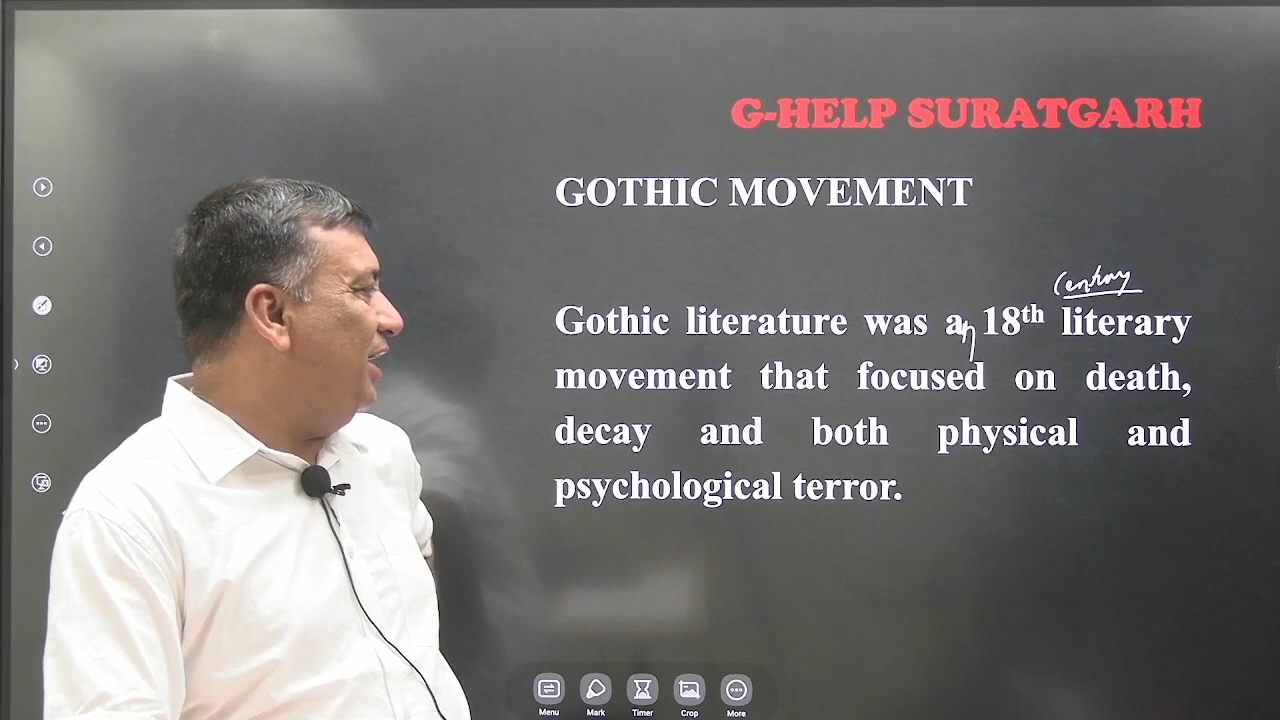 G-HELP SURATGARH
GOTHIC MOVEMENT
Century
Gothic literature was an 18th literary
movement that focused on death,
decay and both physical and
psychological terror.
Menu Mark Timer Crop More